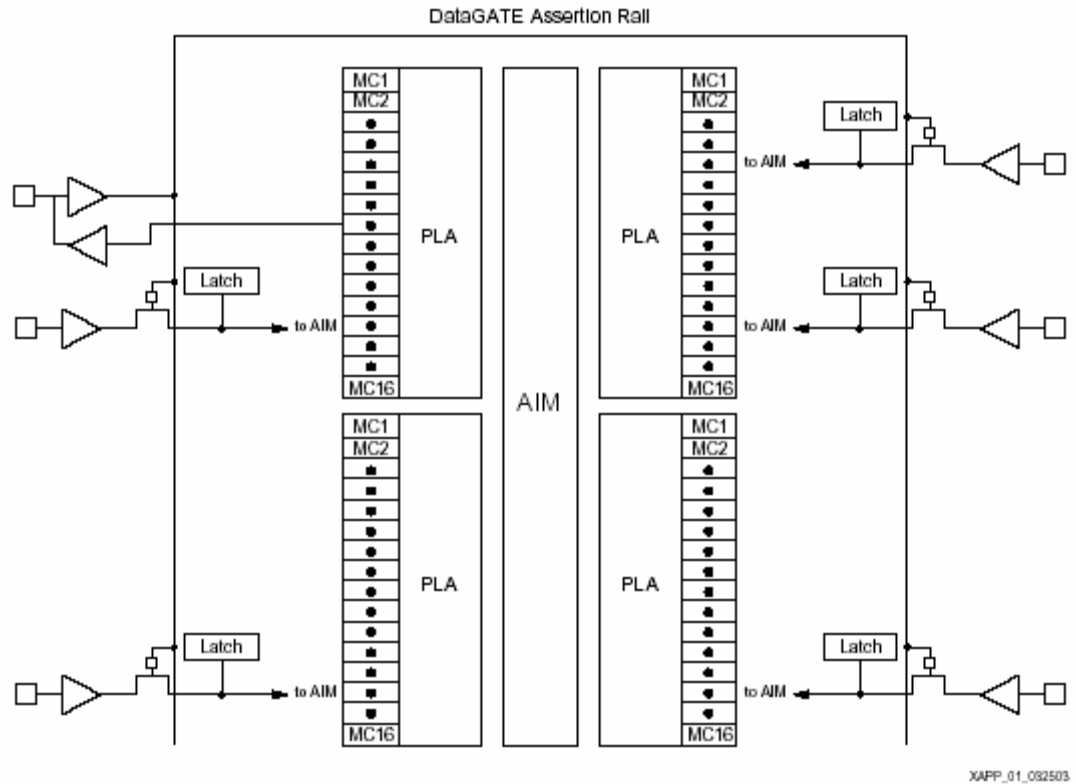 DataGATE Assertion Rail
MC1
MC2
PLA
MC16
MC1
MC2
PLA
MC16
AIM
MC1
MC2
PLA
MC16
MC1
MC2
PLA
MC16
Latch
to AIM
Latch
to AIM
Latch
to AIM
Latch
to AIM
Latch
to AIM
XAPP_01_032503